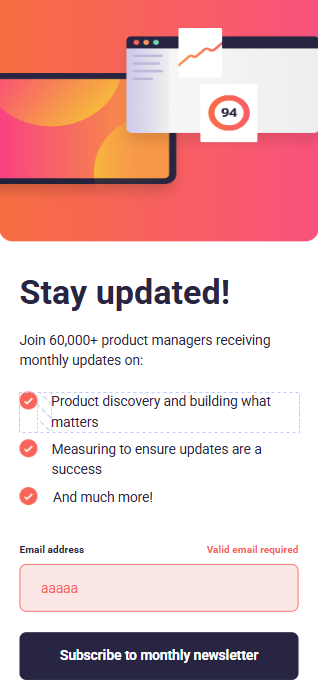 94
Stay updated!
Join 60,000+ product managers receiving
monthly updates on:
Product discovery and building what
matters
Measuring to ensure updates are a
success
And much more!
Email address Valid email required
aaaaa
Subscribe to monthly newsletter